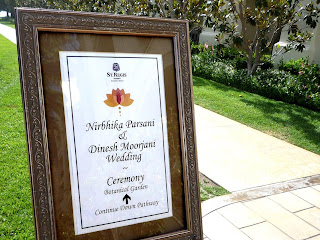 St Regis
Nirbhika Parsani
&
Dinesh Moorjani
Wedding
Ceremony
Botanical Garden
Continue Down Pathway